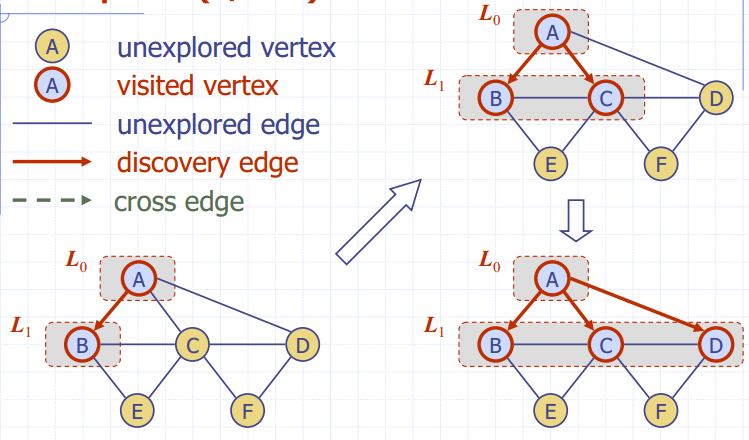 A unexplored vertex
A visited vertex
unexplored edge
discovery edge
cross edge
L0
A
L1
B C D
E F
L0
A
L1
B C D
E F
L0
A
L1
B C D
E F